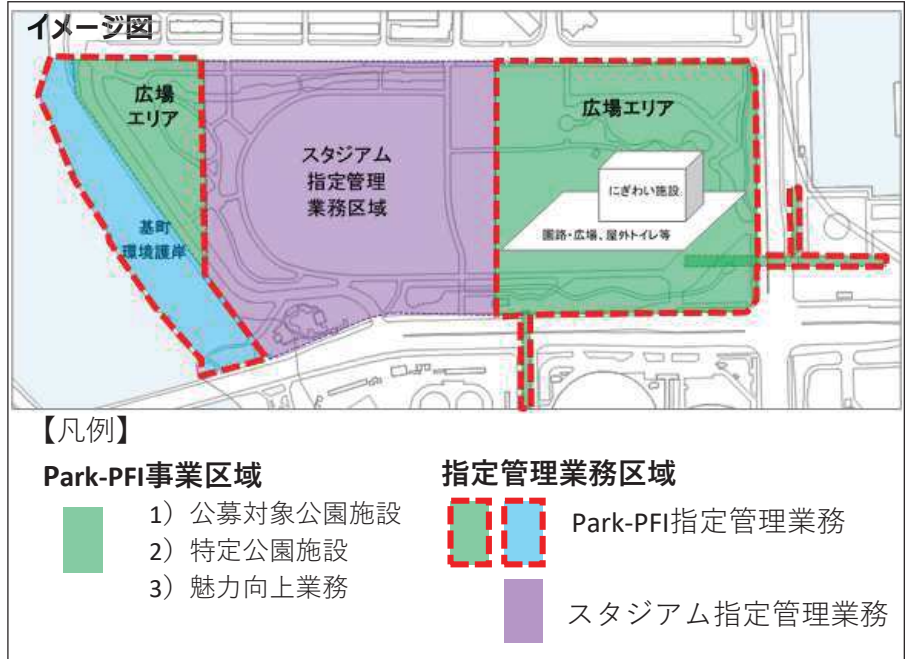 イメージ図
広場
エリア
スタジアム
指定管理
業務区域
広場エリア
にぎわい施設
園路・広場、屋外トイレ等
基町
環境護岸
【凡例】
Park-PFI事業区域
1）公募対象公園施設
2）特定公園施設
3）魅力向上業務
指定管理業務区域
Park-PFI指定管理業務
スタジアム指定管理業務